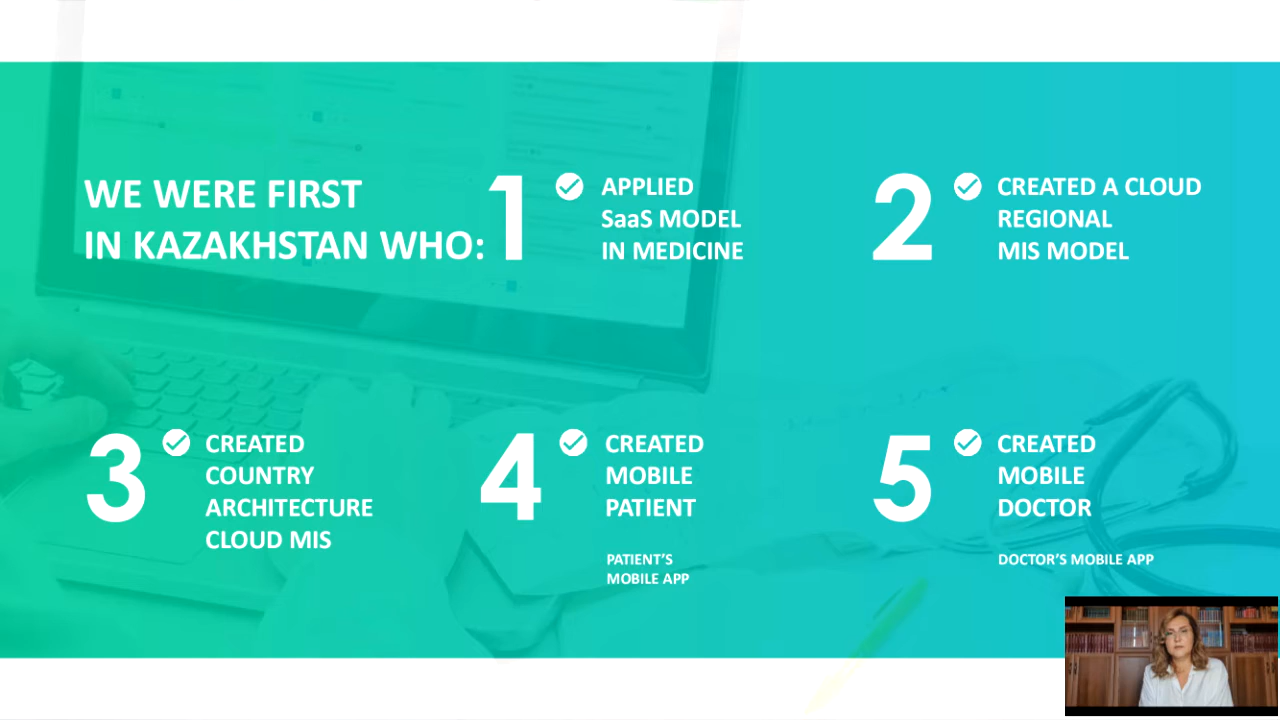 WE WERE FIRST
IN KAZAKHSTAN WHO:
1
APPLIED
SaaS MODEL
IN MEDICINE
2
CREATED A CLOUD
REGIONAL
MIS MODEL
3
CREATED
COUNTRY
ARCHITECTURE
CLOUD MIS
4
CREATED
MOBILE
PATIENT
PATIENT’S
MOBILE APP
5
CREATED
MOBILE
DOCTOR
DOCTOR’S MOBILE APP